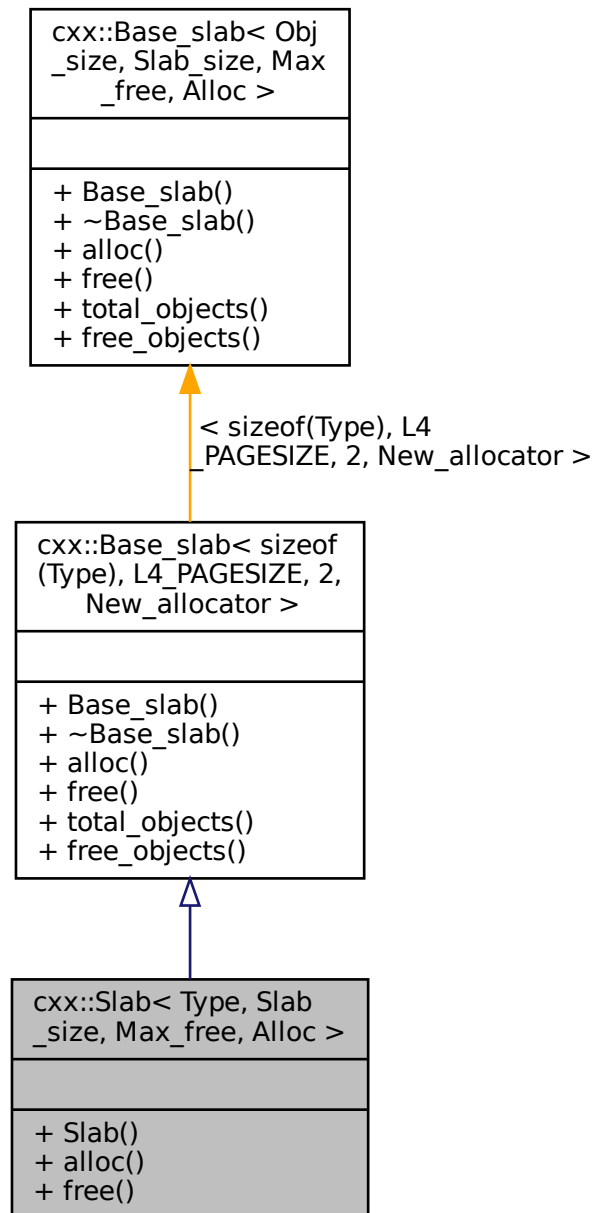 cxx::Base_slab< Obj
_size, Slab_size, Max
_free, Alloc >
+ Base_slab()
+ ~Base_slab()
+ alloc()
+ free()
+ total_objects()
+ free_objects()
< sizeof(Type), L4
_PAGESIZE, 2, New_allocator >
cxx::Base_slab< sizeof
(Type), L4_PAGESIZE, 2,
New_allocator >
+ Base_slab()
+ ~Base_slab()
+ alloc()
+ free()
+ total_objects()
+ free_objects()
cxx::Slab< Type, Slab
_size, Max_free, Alloc >
+ Slab()
+ alloc()
+ free()